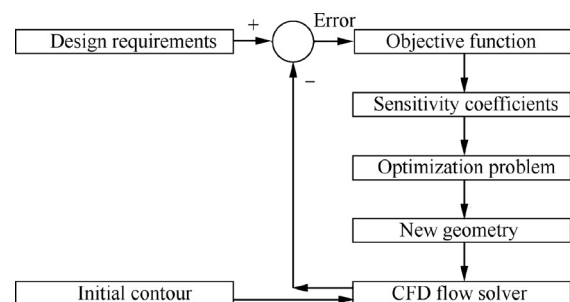 Design requirements
+
Error
Objective function
−
Sensitivity coefficients
Optimization problem
New geometry
Initial contour
CFD flow solver